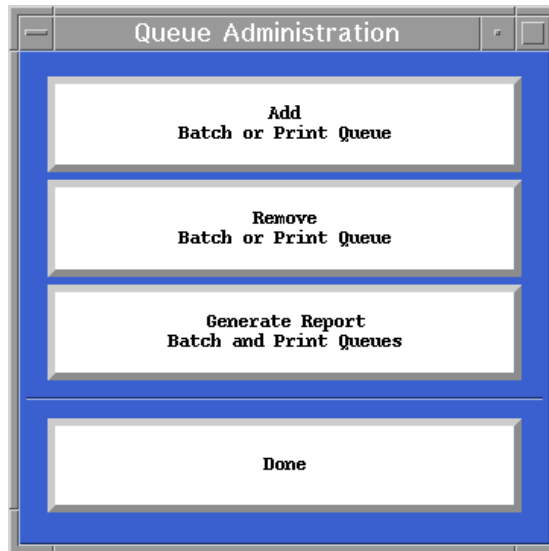 Queue Administration
Add
Batch or Print Queue
Remove
Batch or Print Queue
Generate Report
Batch and Print Queues
Done